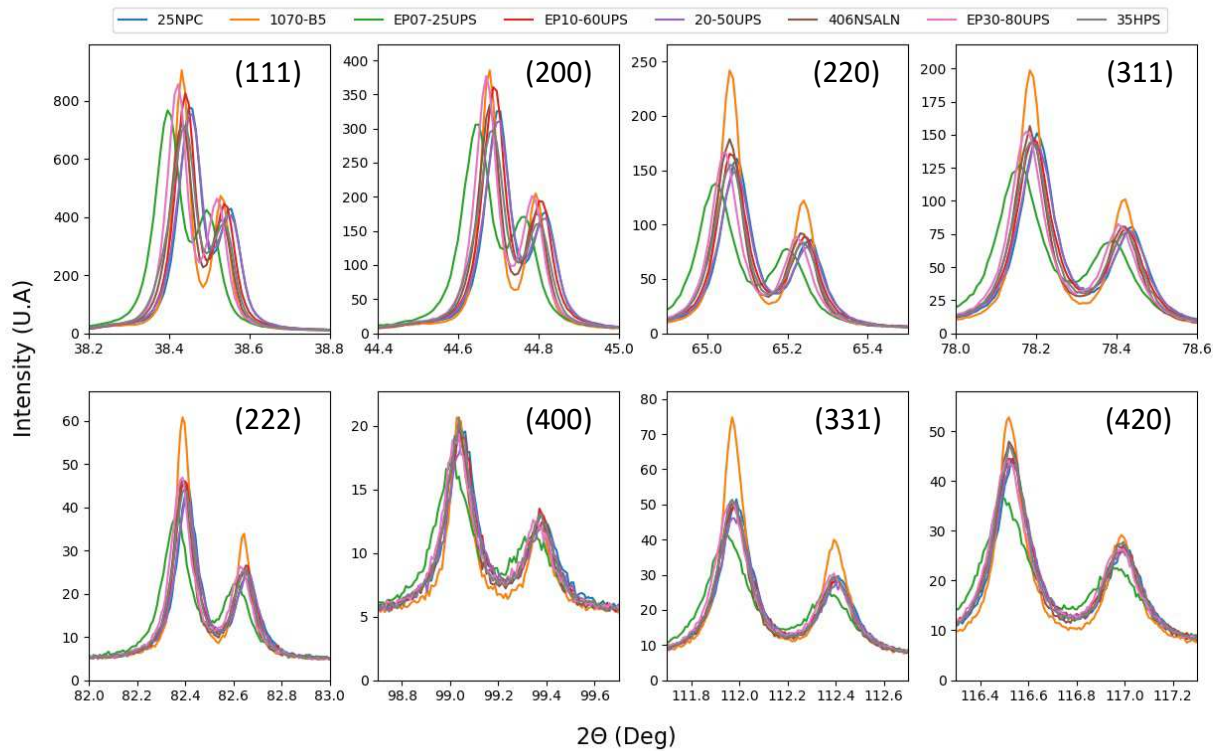 25NPC 1070-B5 EP07-25UPS EP10-60UPS 20-50UPS 406NSALN EP30-80UPS 35HPS
(111) (200) (220) (311)
800 600 400 200 0
400 350 300 250 200 150 100 50 0
250 200 150 100 50 0
200 175 150 125 100 75 50 25 0
38.2 38.4 38.6 38.8
44.4 44.6 44.8 45.0
65.0 65.2 65.4
78.0 78.2 78.4 78.6
Intensity (U.A)
(222) (400) (331) (420)
60 50 40 30 20 10 0
20 15 10 5 0
80 70 60 50 40 30 20 10 0
50 40 30 20 10 0
82.0 82.2 82.4 82.6 82.8 83.0
98.8 99.0 99.2 99.4 99.6
111.8 112.0 112.2 112.4 112.6
116.4 116.6 116.8 117.0 117.2
2Θ (Deg)